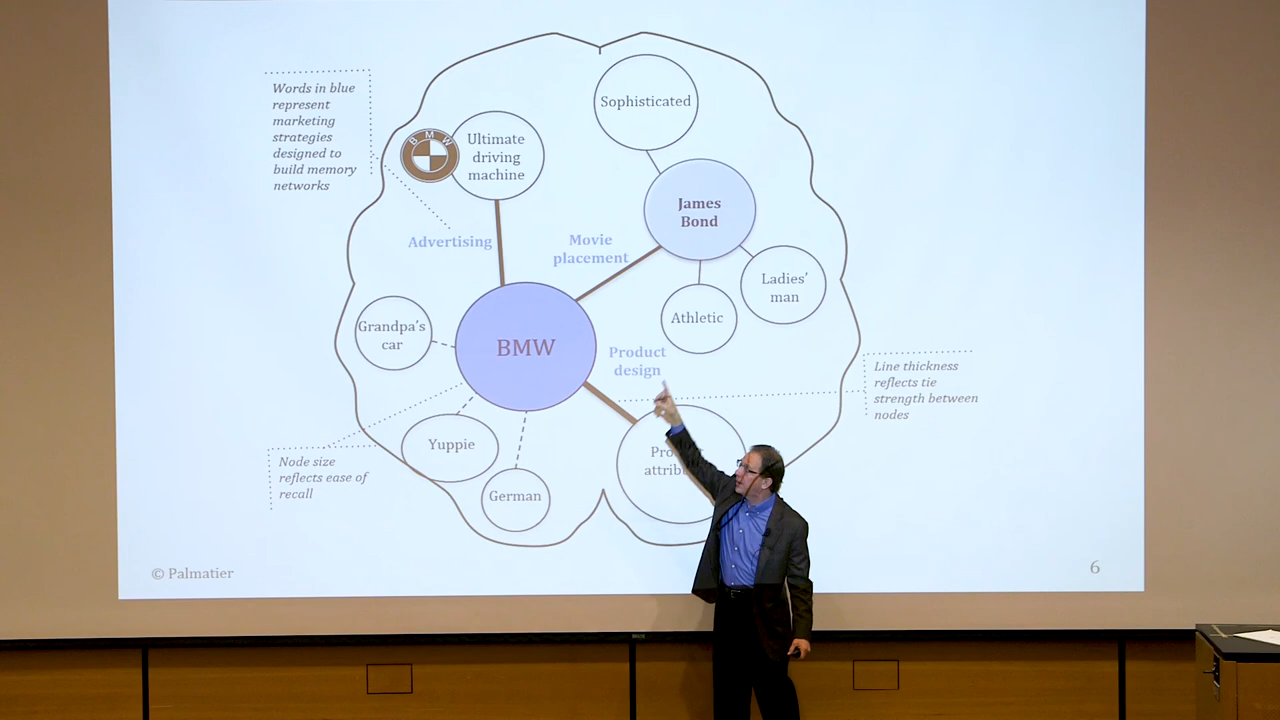 Words in blue
represent
marketing
strategies
designed to
build memory
networks
BMW
Ultimate
driving
machine
Sophisticated
James
Bond
Advertising
Movie
placement
Ladies'
man
Athletic
Grandpa's
car
BMW
Product
design
Line thickness
reflects tie
strength between
nodes
Yuppie
Node size
reflects ease of
recall
German
© Palmatier
6